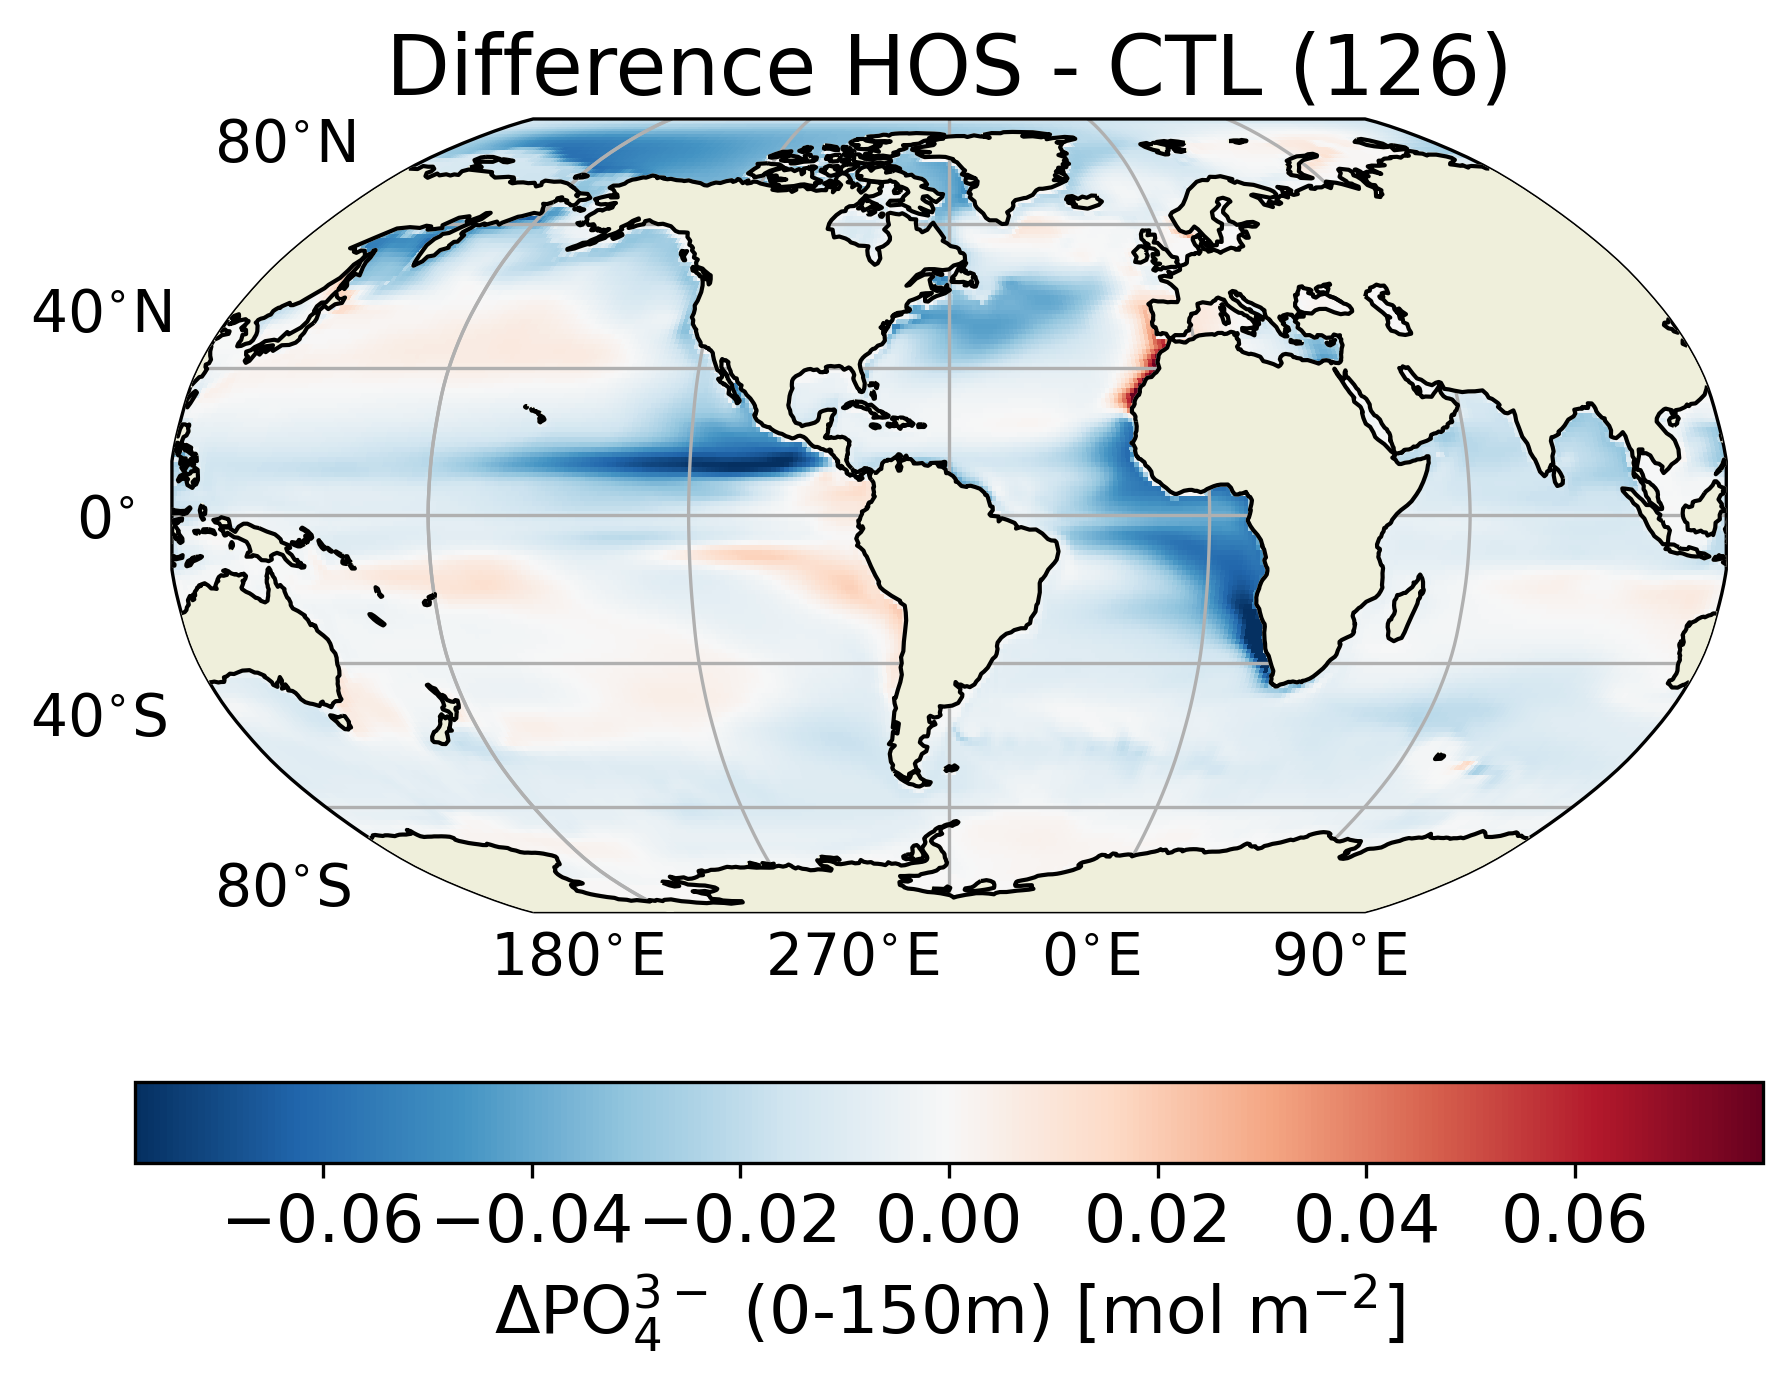 Difference HOS - CTL (126)
80°N
40°N
0°
40°S
80°S
180°E 270°E 0°E 90°E
−0.06 −0.04 −0.02 0.00 0.02 0.04 0.06
ΔPO₄³⁻ (0-150m) [mol m⁻²]